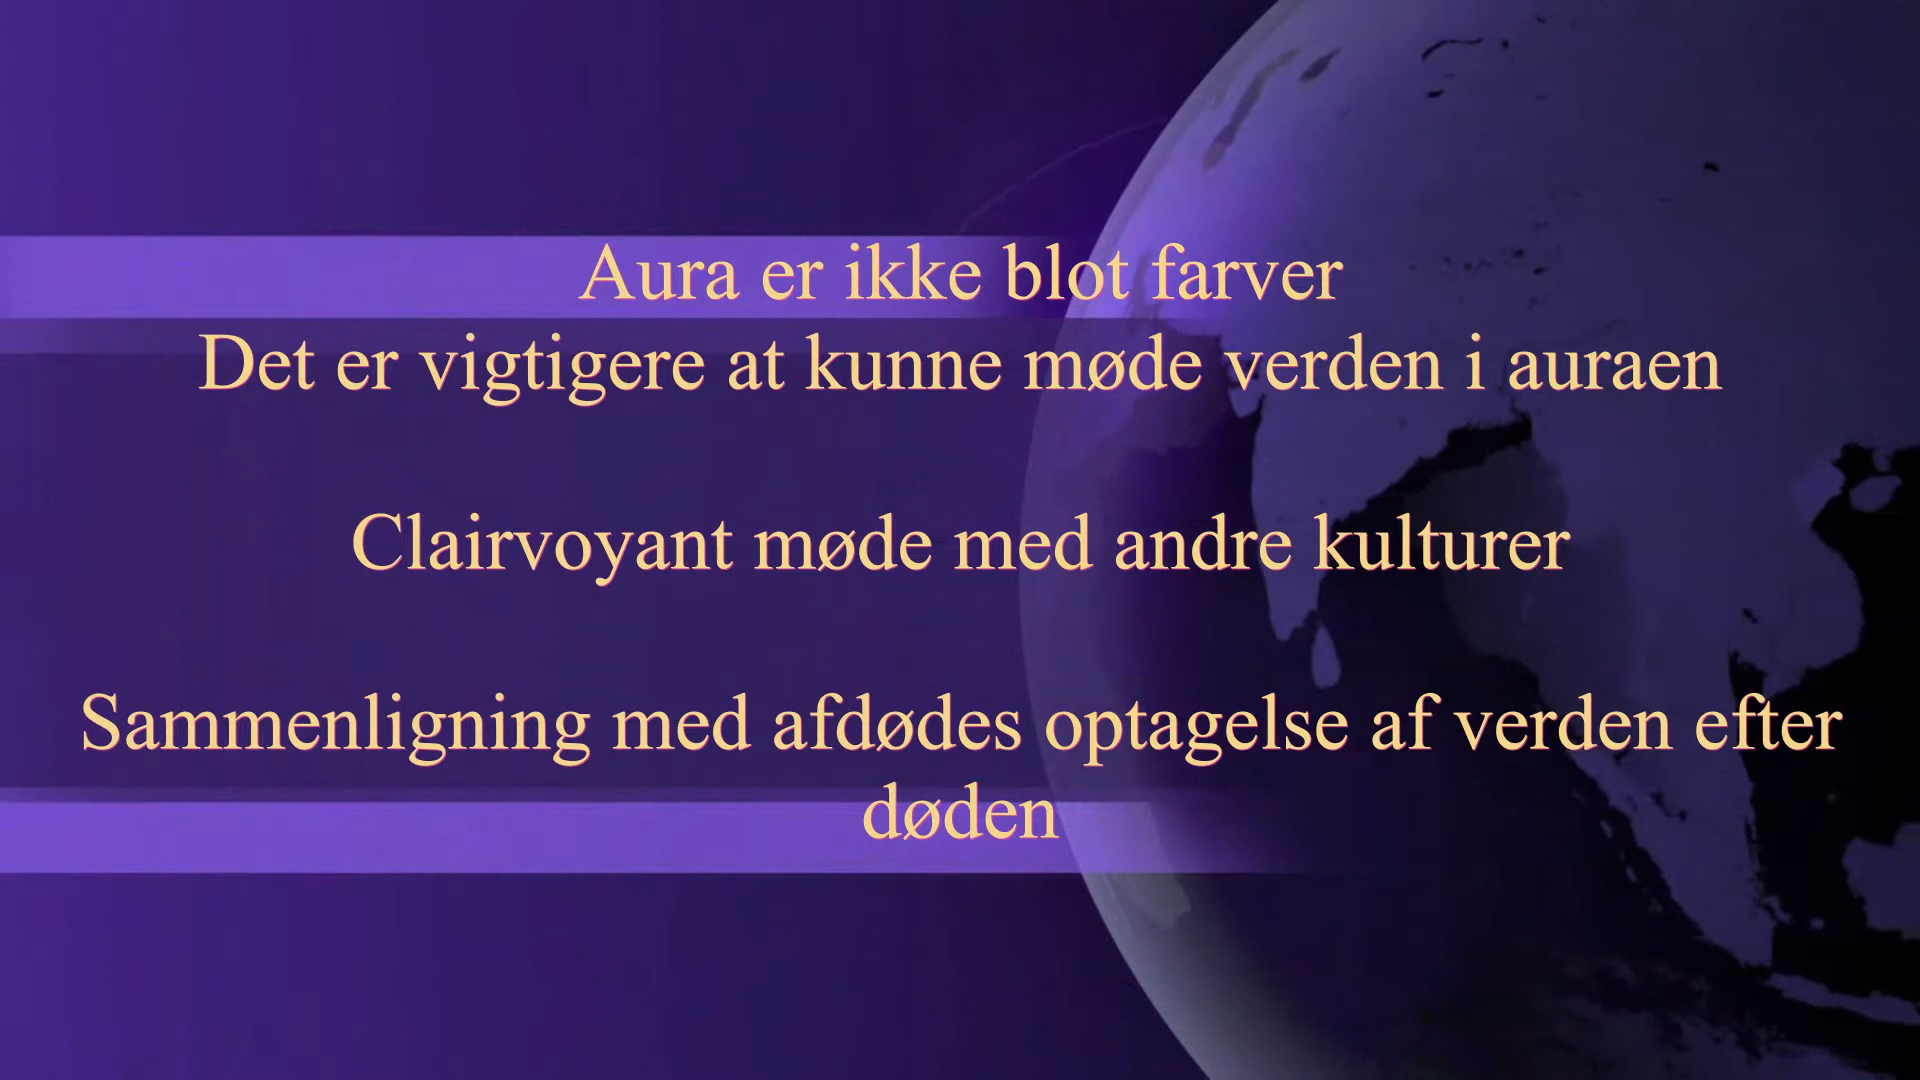 Aura er ikke blot farver
Det er vigtigere at kunne møde verden i auraen
Clairvoyant møde med andre kulturer
Sammenligning med afdødes optagelse af verden efter
døden